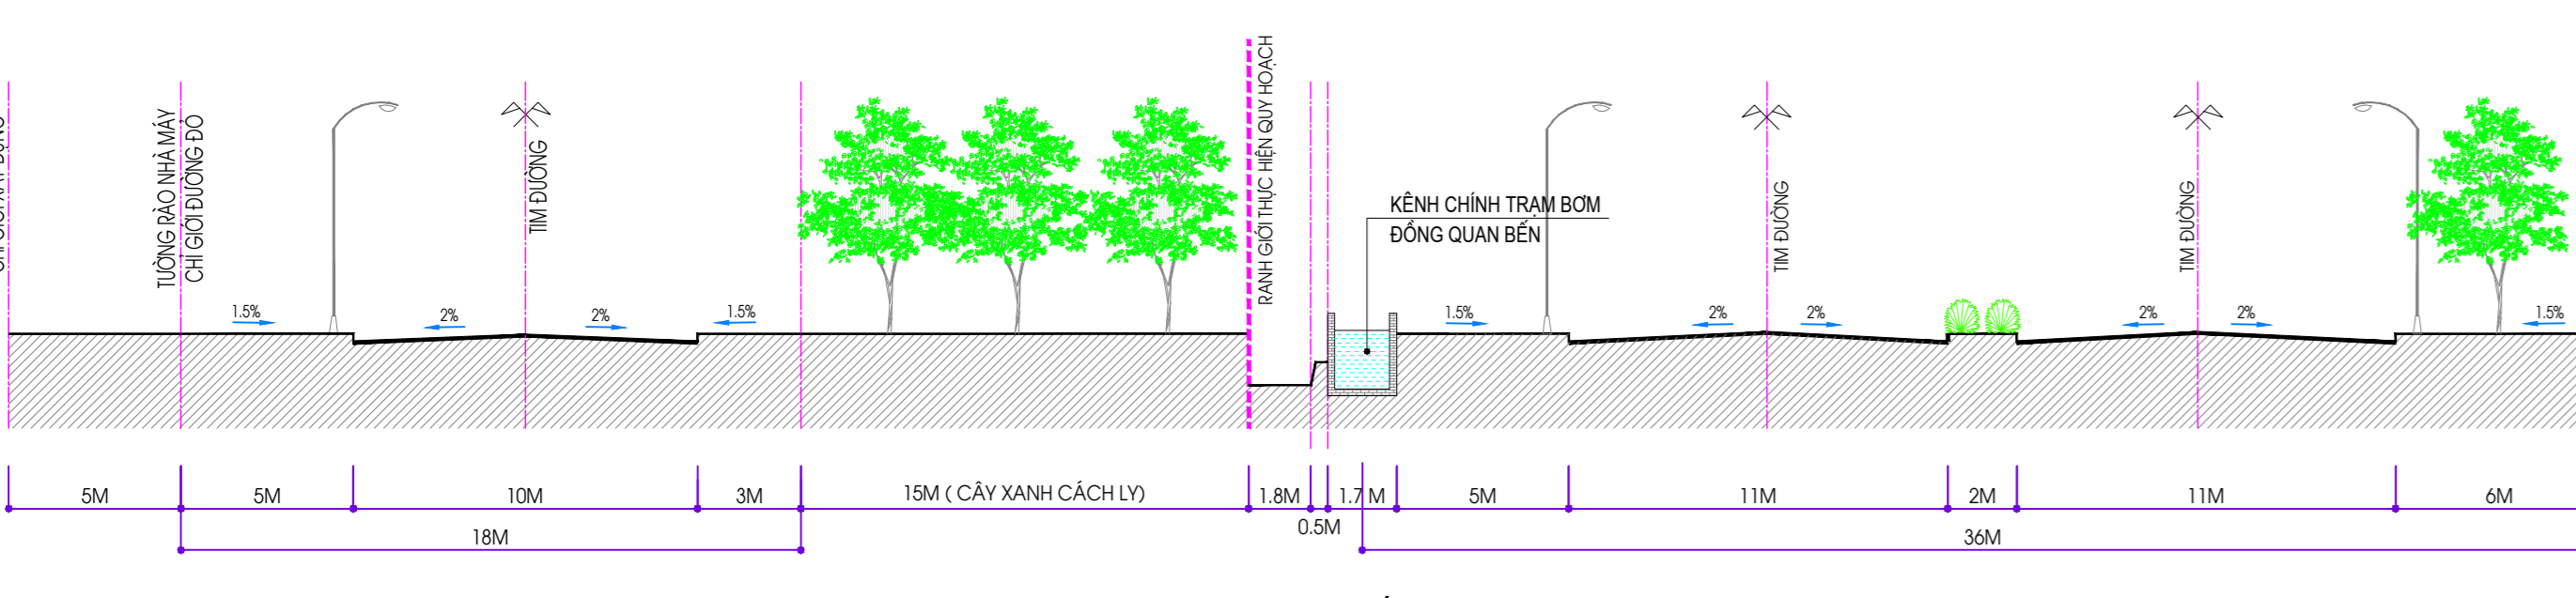 TƯỜNG RÀO NHÀ MÁY
CHỈ GIỚI ĐƯỜNG ĐỎ
TIM ĐƯỜNG
RANH GIỚI THỰC HIỆN QUY HOẠCH
KÊNH CHÍNH TRẠM BƠM
ĐỒNG QUAN BẾN
TIM ĐƯỜNG
TIM ĐƯỜNG
1.5%
2%
2%
1.5%
1.5%
2%
2%
2%
2%
1.5%
5M
5M
10M
3M
15M ( CÂY XANH CÁCH LY)
1.8M
0.5M
1.7 M
5M
11M
2M
11M
6M
18M
36M